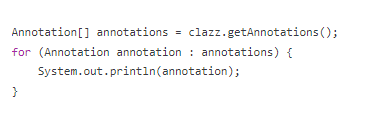 Annotation[] annotations = clazz.getAnnotations();
for (Annotation annotation : annotations) {
    System.out.println(annotation);
}